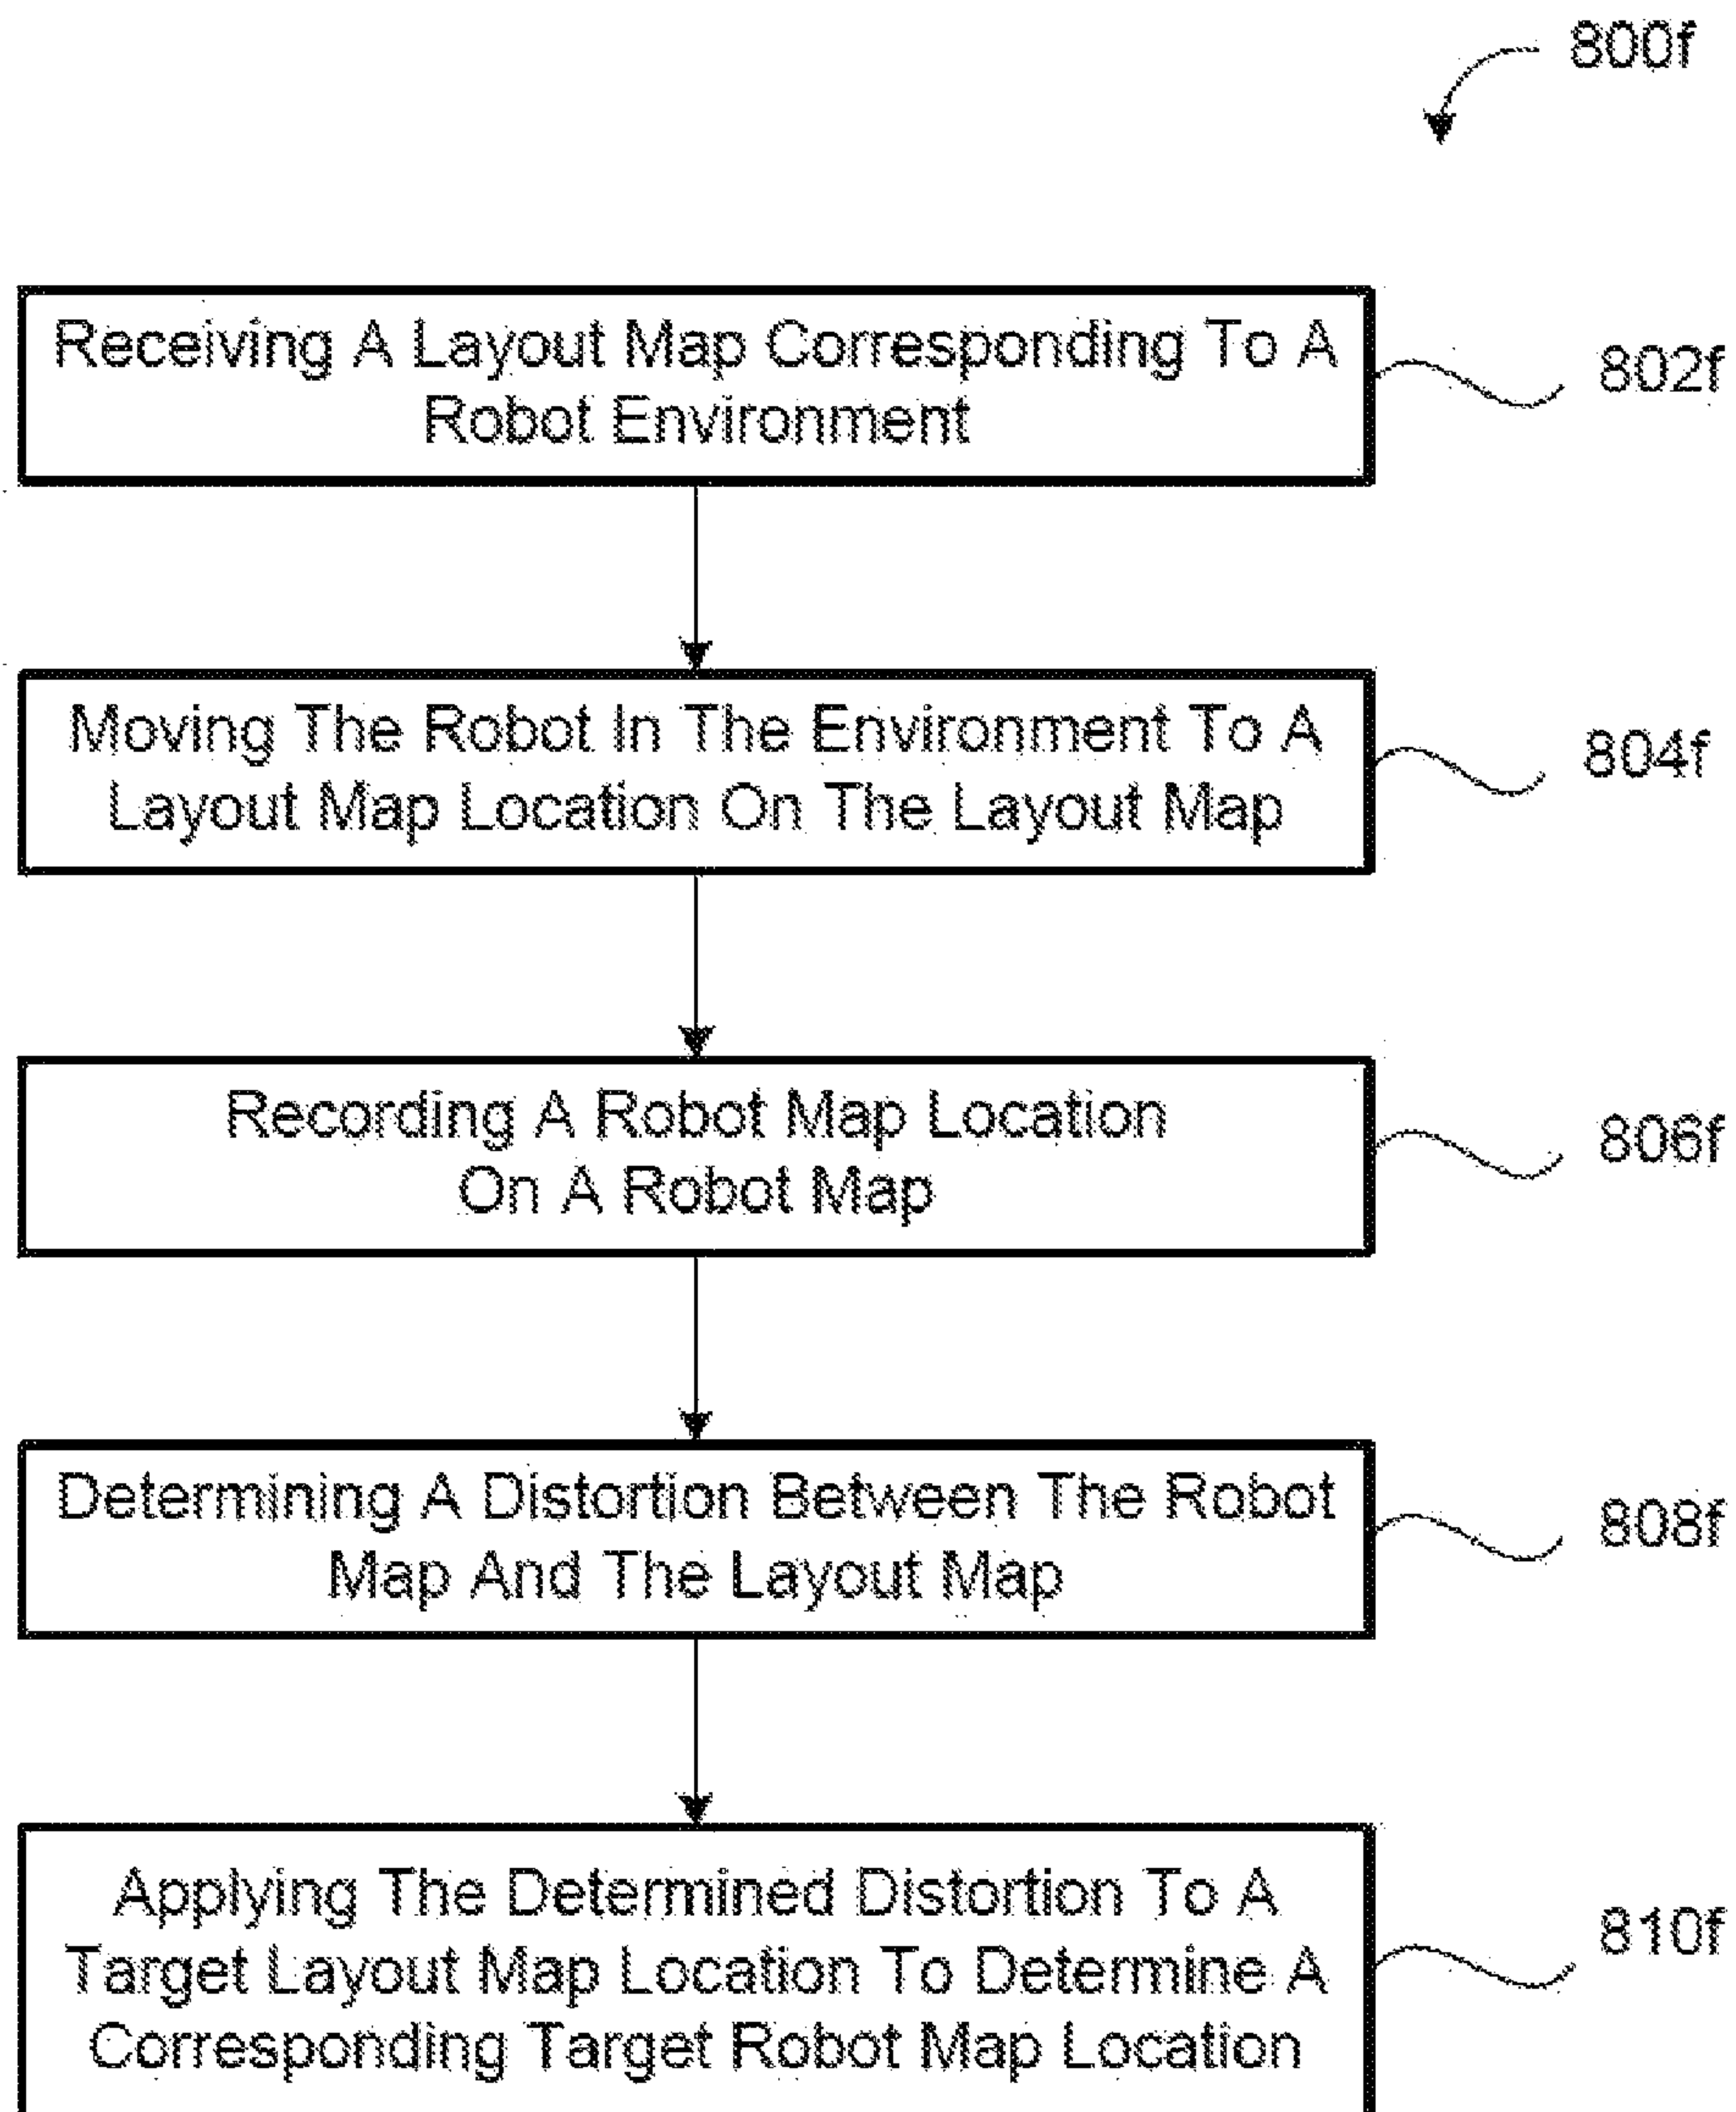 800f
Receiving A Layout Map Corresponding To A
Robot Environment
802f
Moving The Robot In The Environment To A
Layout Map Location On The Layout Map
804f
Recording A Robot Map Location
On A Robot Map
806f
Determining A Distortion Between The Robot
Map And The Layout Map
808f
Applying The Determined Distortion To A
Target Layout Map Location To Determine A
Corresponding Target Robot Map Location
810f